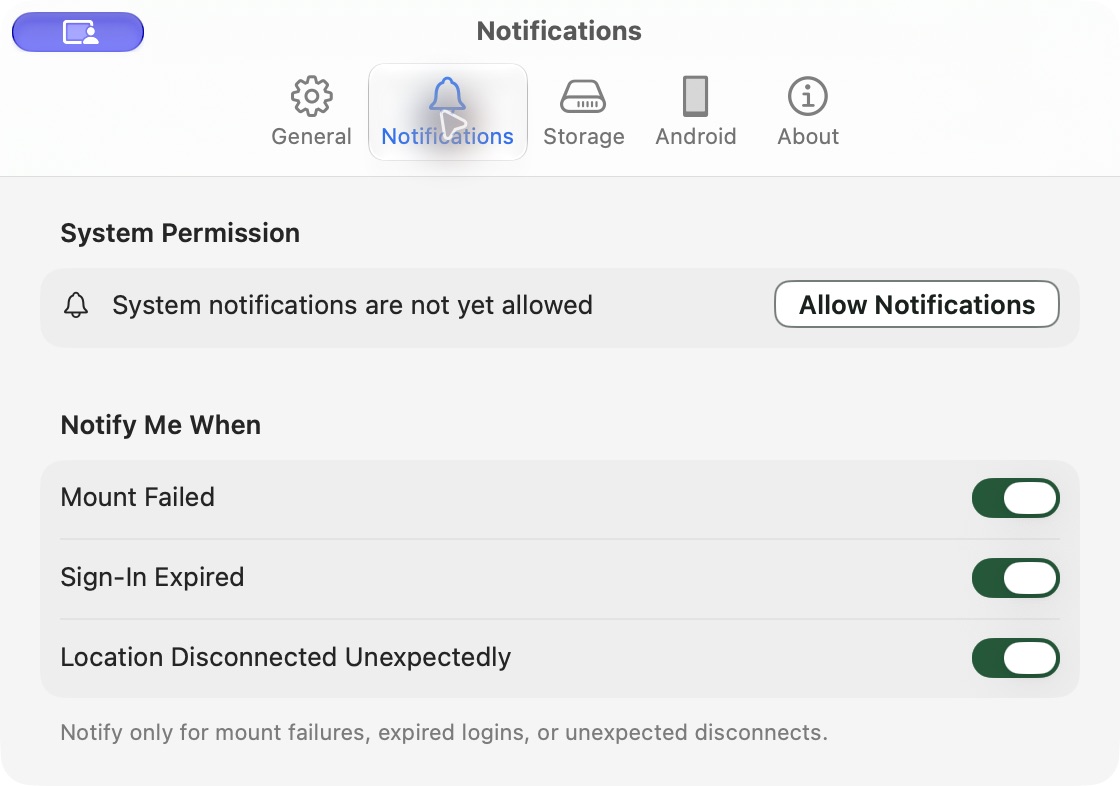 Notifications
General
Notifications
Storage
Android
About
System Permission
System notifications are not yet allowed
Allow Notifications
Notify Me When
Mount Failed
Sign-In Expired
Location Disconnected Unexpectedly
Notify only for mount failures, expired logins, or unexpected disconnects.